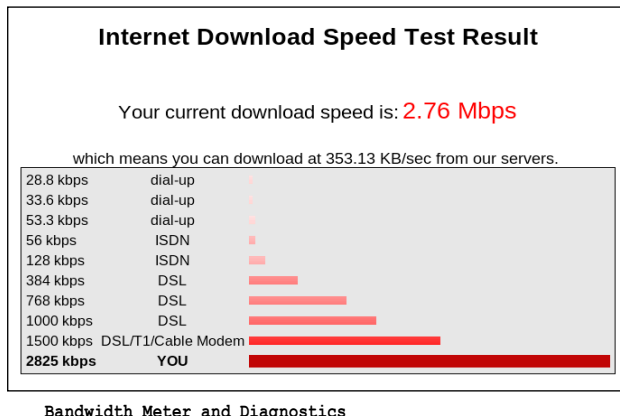 Internet Download Speed Test Result
Your current download speed is: 2.76 Mbps
which means you can download at 353.13 KB/sec from our servers.
28.8 kbps dial-up
33.6 kbps dial-up
53.3 kbps dial-up
56 kbps ISDN
128 kbps ISDN
384 kbps DSL
768 kbps DSL
1000 kbps DSL
1500 kbps DSL/T1/Cable Modem
2825 kbps YOU
Bandwidth Meter and Diagnostics